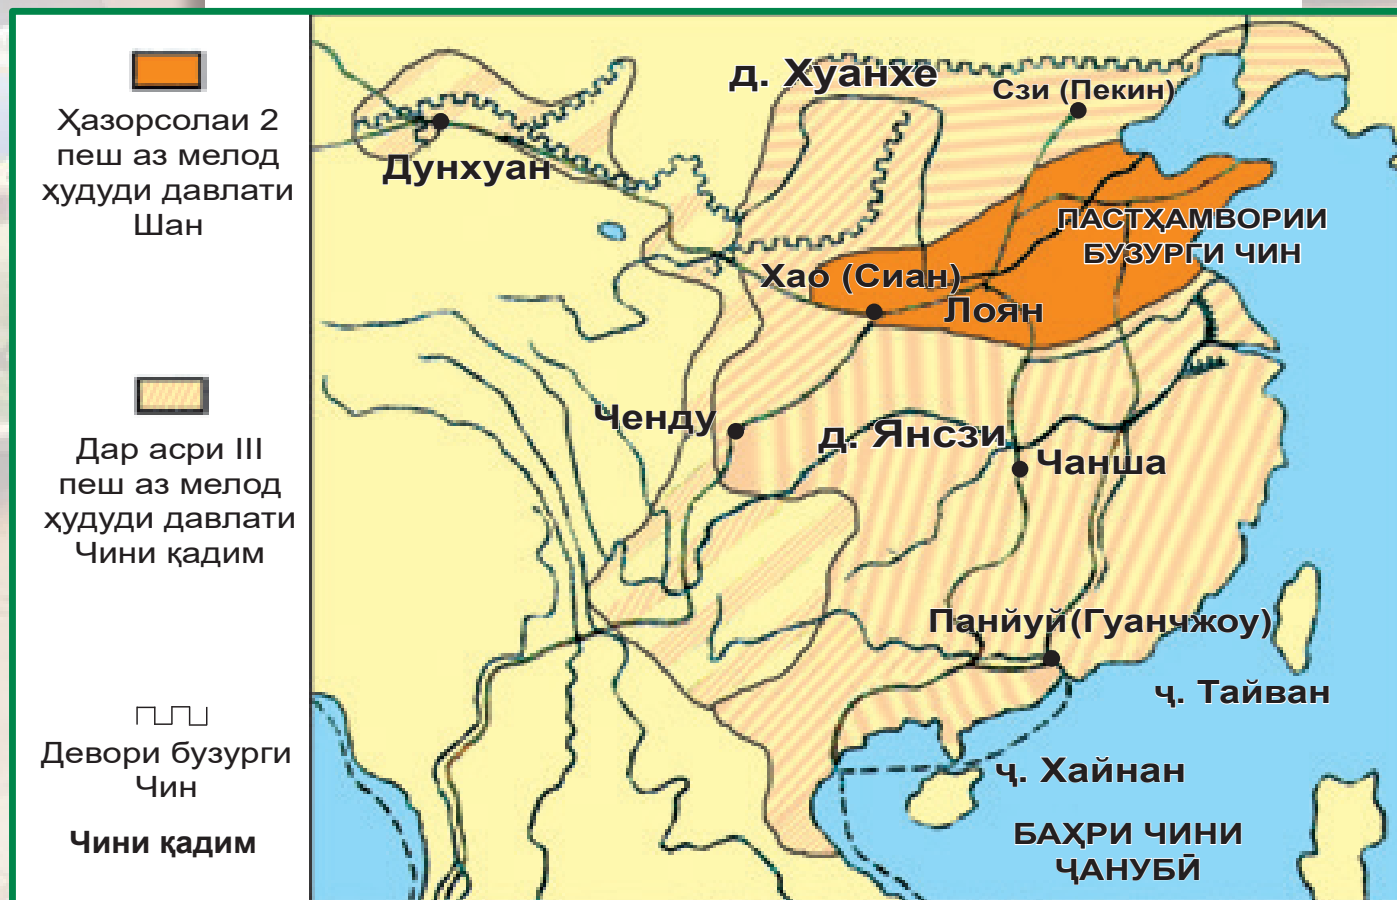 Ҳазорсолаи 2
пеш аз мелод
ҳудуди давлати
Шан
Дар асри III
пеш аз мелод
ҳудуди давлати
Чини қадим
Девори бузурги
Чин
Чини қадим
д. Хуанхе
Сзи (Пекин)
Дунхуан
ПАСТҲАМВОРИИ
БУЗУРГИ ЧИН
Хао (Сиан)
Лоян
Ченду
д. Янсзи
Чанша
Панйуй(Гуанчжоу)
ҷ. Тайван
ҷ. Хайнан
БАҲРИ ЧИНИ
ҶАНУБӢ